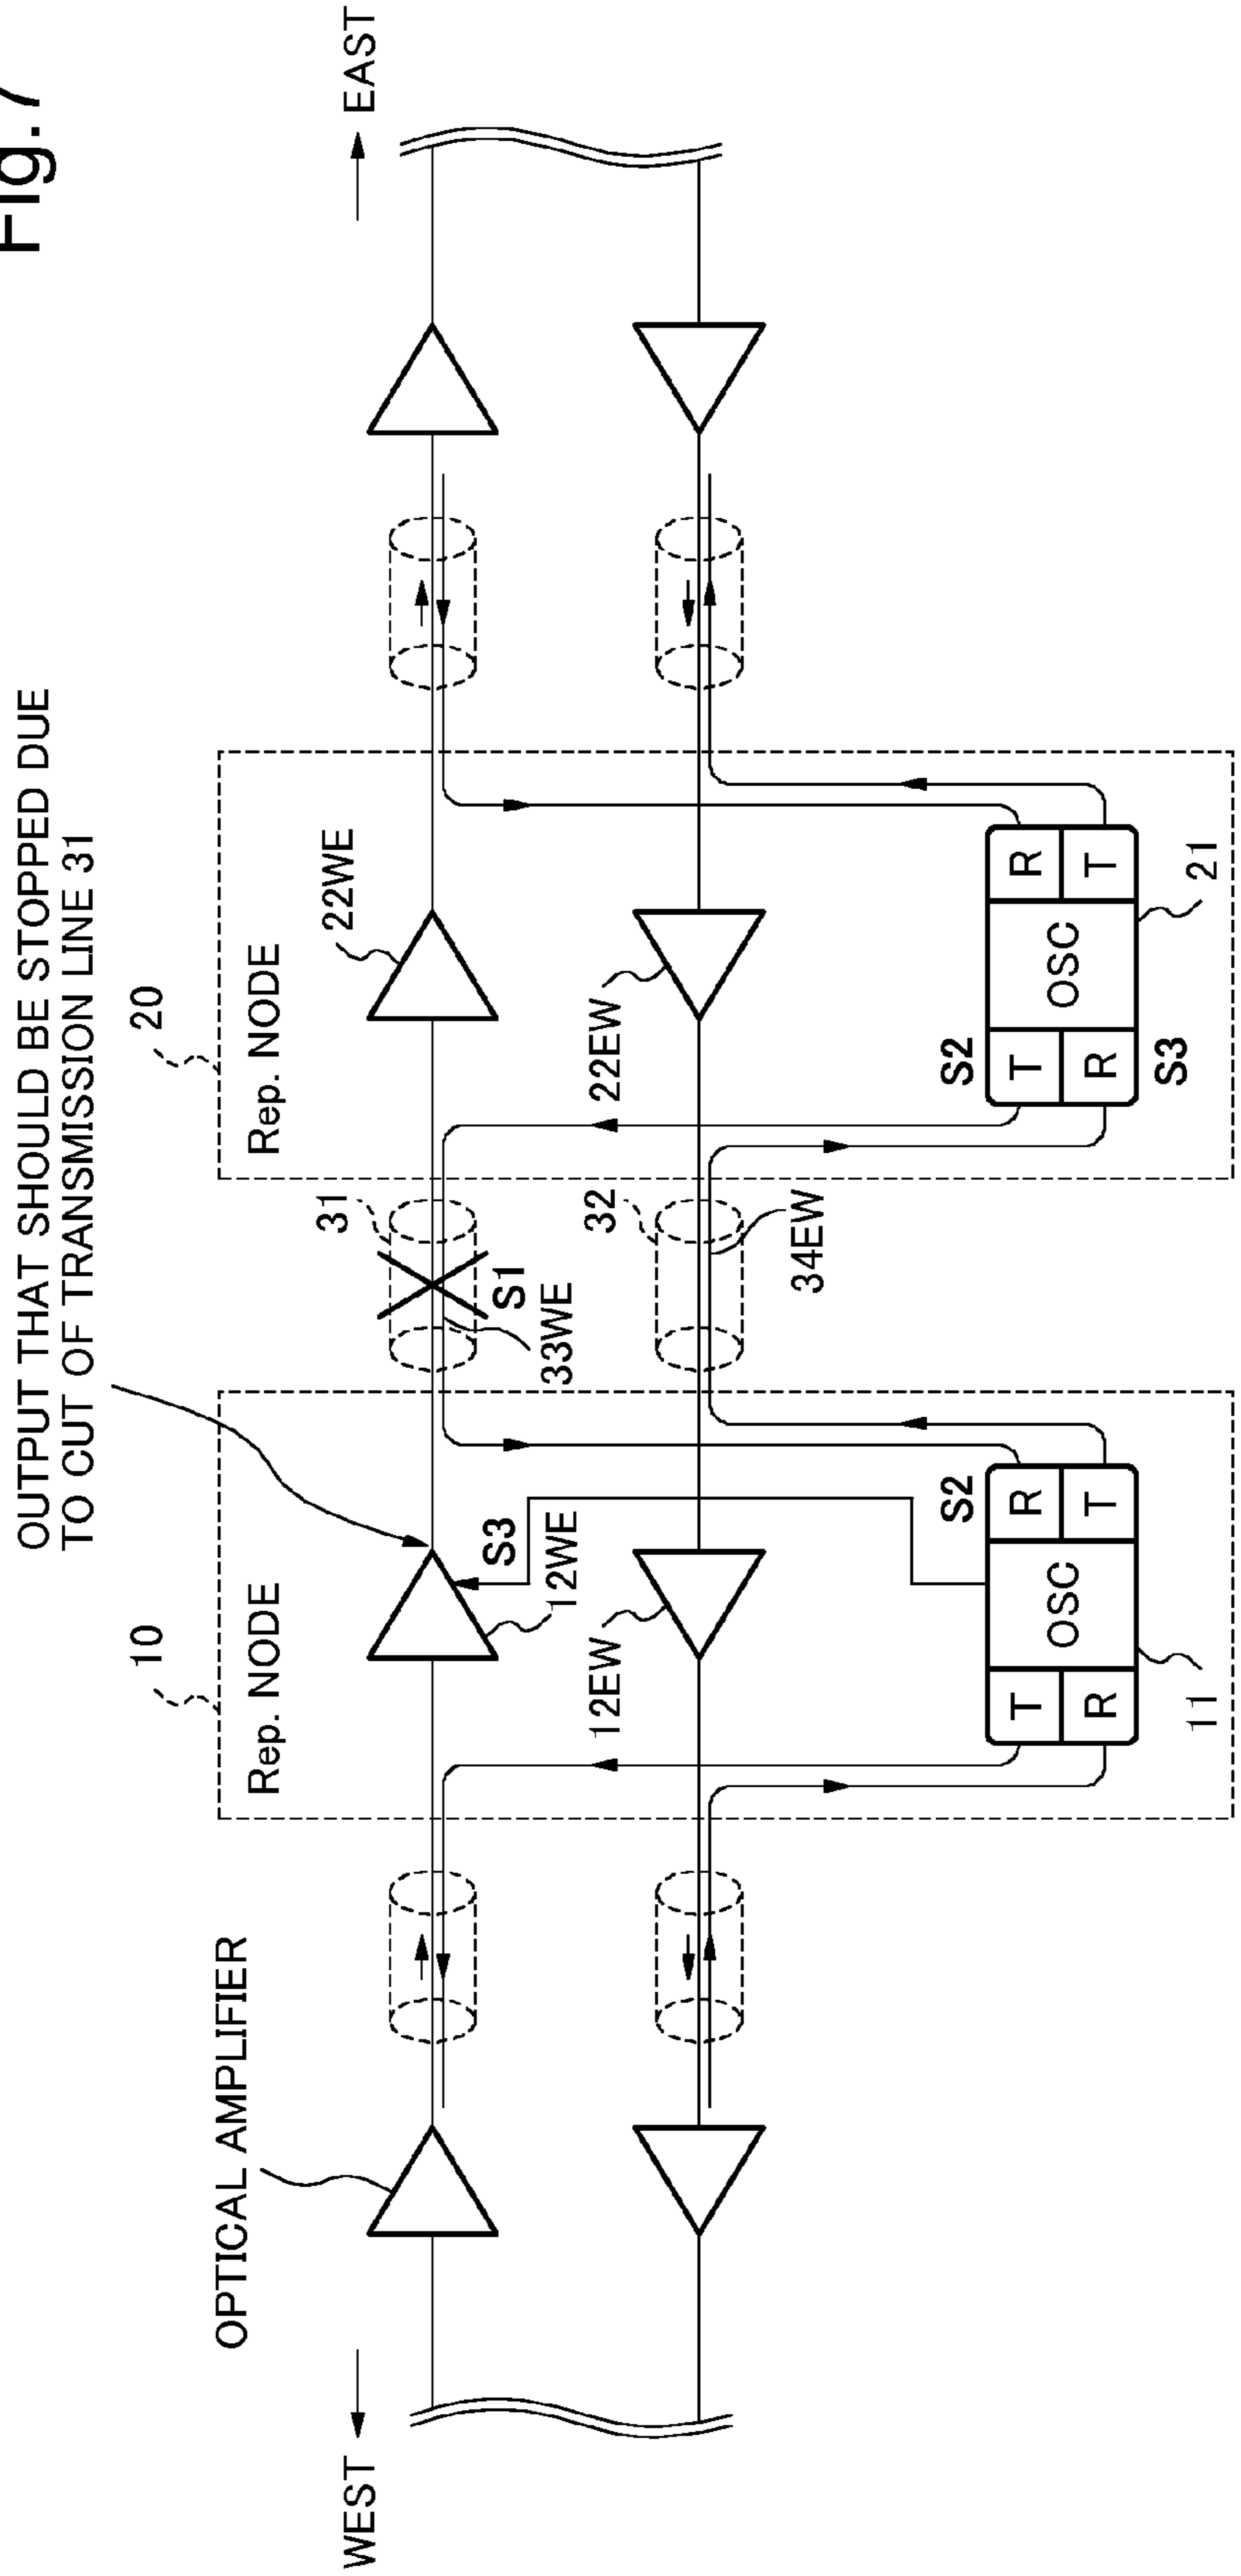 Fig.7
OUTPUT THAT SHOULD BE STOPPED DUE
TO CUT OF TRANSMISSION LINE 31
WEST
EAST
OPTICAL AMPLIFIER
10
20
Rep. NODE
Rep. NODE
12WE
S3
31
S1
33WE
22WE
12EW
32
34EW
22EW
T
R
OSC
S2
R
T
11
S2
T
R
S3
OSC
R
T
21